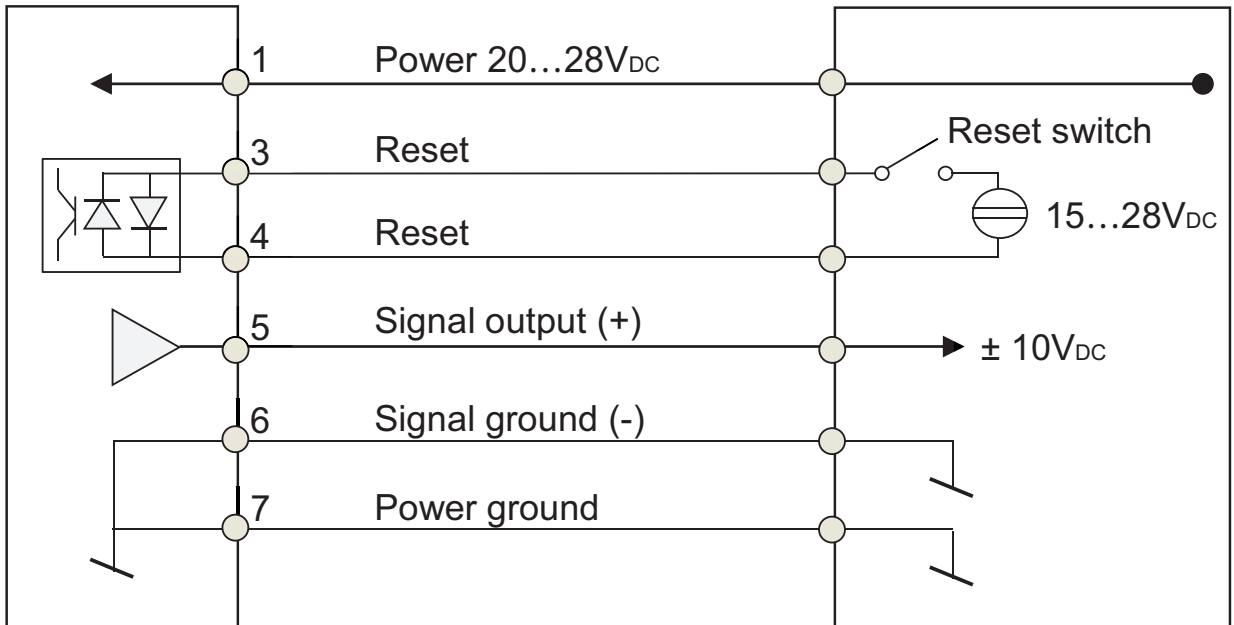 1 Power 20...28VDC
3 Reset
Reset switch
15...28VDC
4 Reset
5 Signal output (+)
± 10VDC
6 Signal ground (-)
7 Power ground